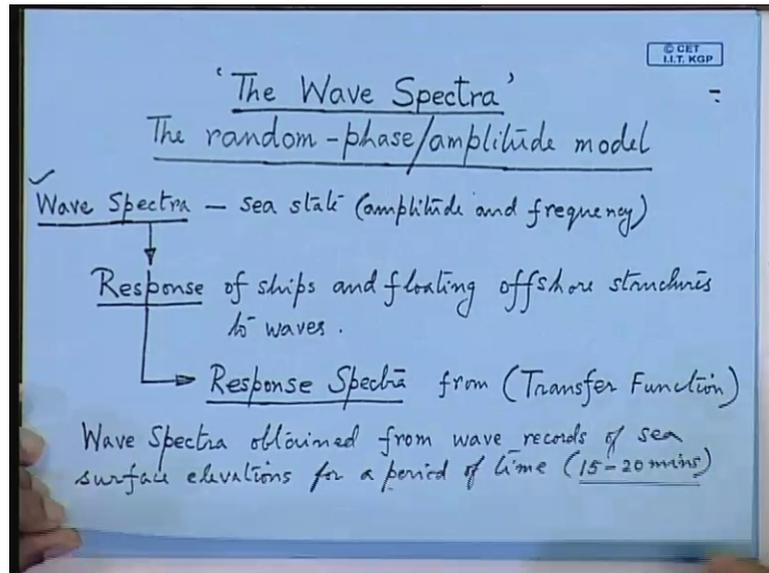 © CET
I.I.T. KGP
'The Wave Spectra'
The random-phase/amplitude model
Wave Spectra — sea state (amplitude and frequency)
Response of ships and floating offshore structures
to waves.
Response Spectra from (Transfer Function)
Wave Spectra obtained from wave records of sea
surface elevations for a period of time (15-20 mins)